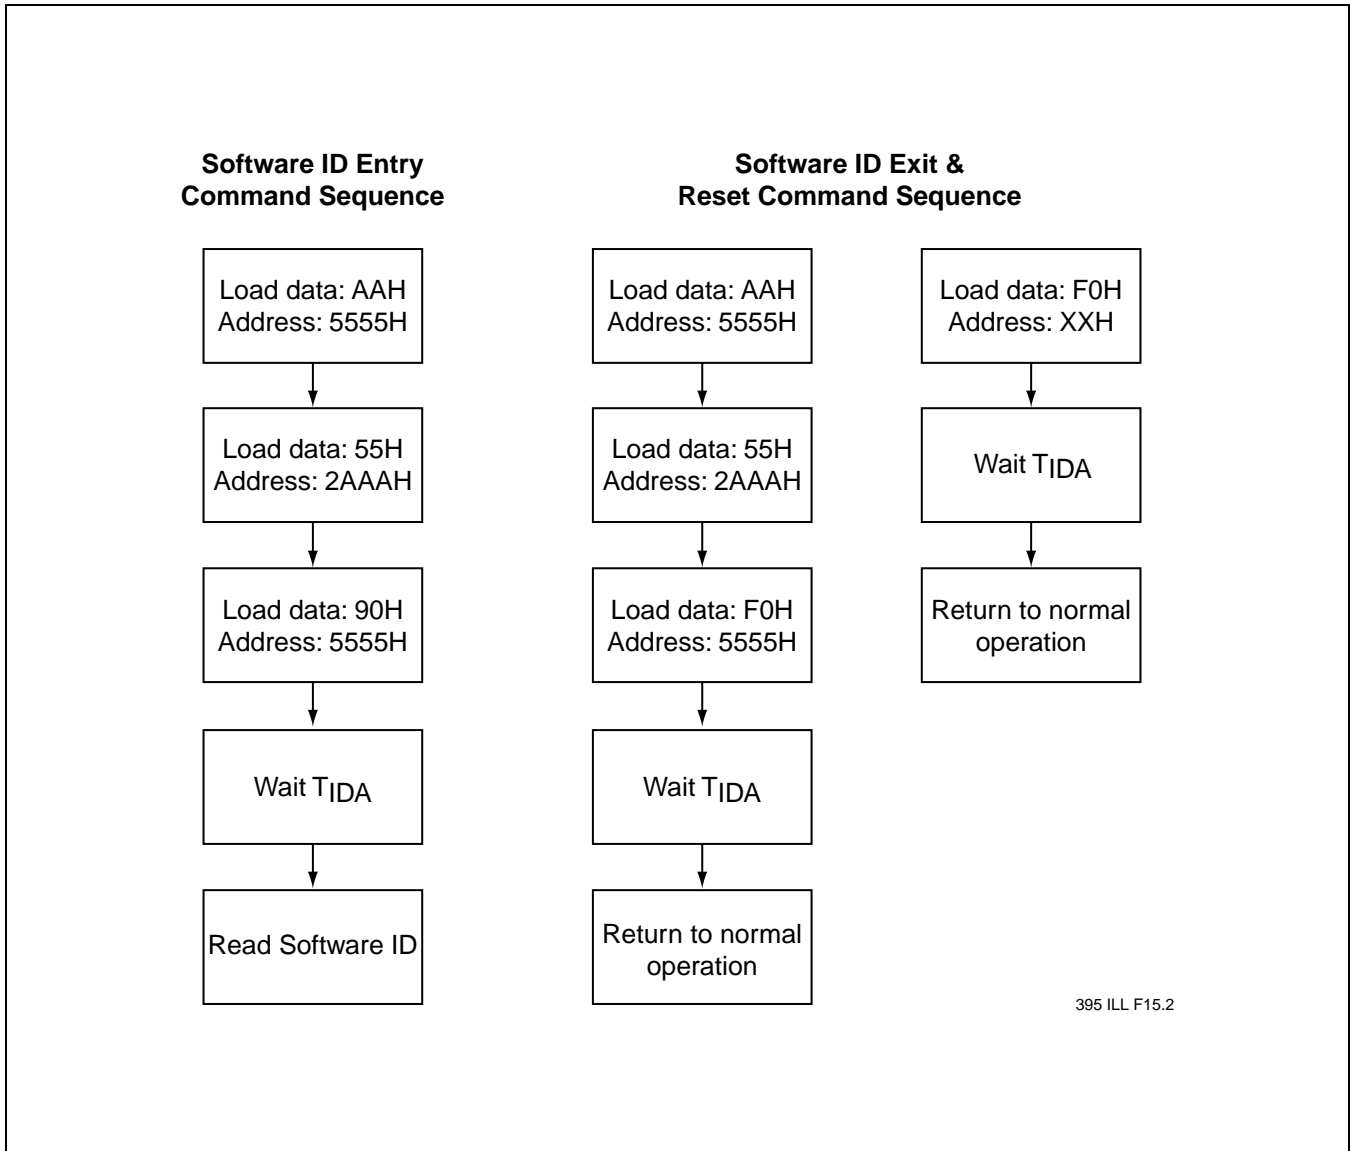 Software ID Entry
Command Sequence
Load data: AAH
Address: 5555H
Load data: 55H
Address: 2AAAH
Load data: 90H
Address: 5555H
Wait TIDA
Read Software ID
Software ID Exit &
Reset Command Sequence
Load data: AAH
Address: 5555H
Load data: 55H
Address: 2AAAH
Load data: F0H
Address: 5555H
Wait TIDA
Return to normal
operation
Load data: F0H
Address: XXH
Wait TIDA
Return to normal
operation
395 ILL F15.2